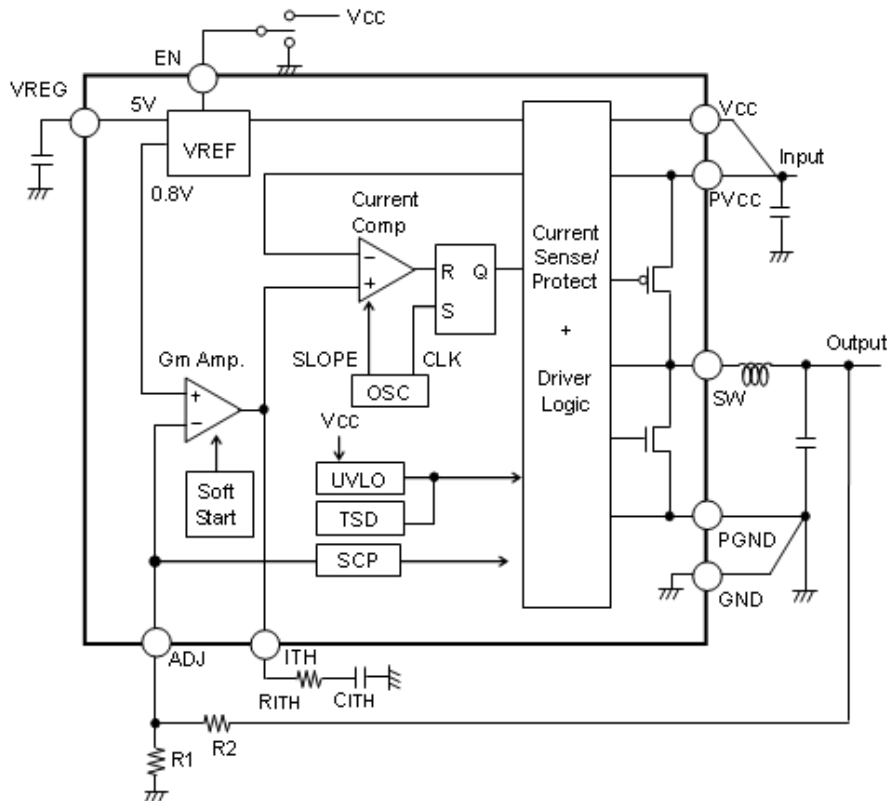 VCC
EN
VREG
5V
VCC
VREF
Input
0.8V
PVCC
Current
Comp
Current
Sense/
Protect
+
Driver
Logic
−
+
R Q
S
SLOPE
CLK
Output
Gm Amp.
OSC
SW
+
−
VCC
UVLO
Soft
Start
TSD
PGND
SCP
GND
ADJ
ITH
RITH
CITH
R2
R1